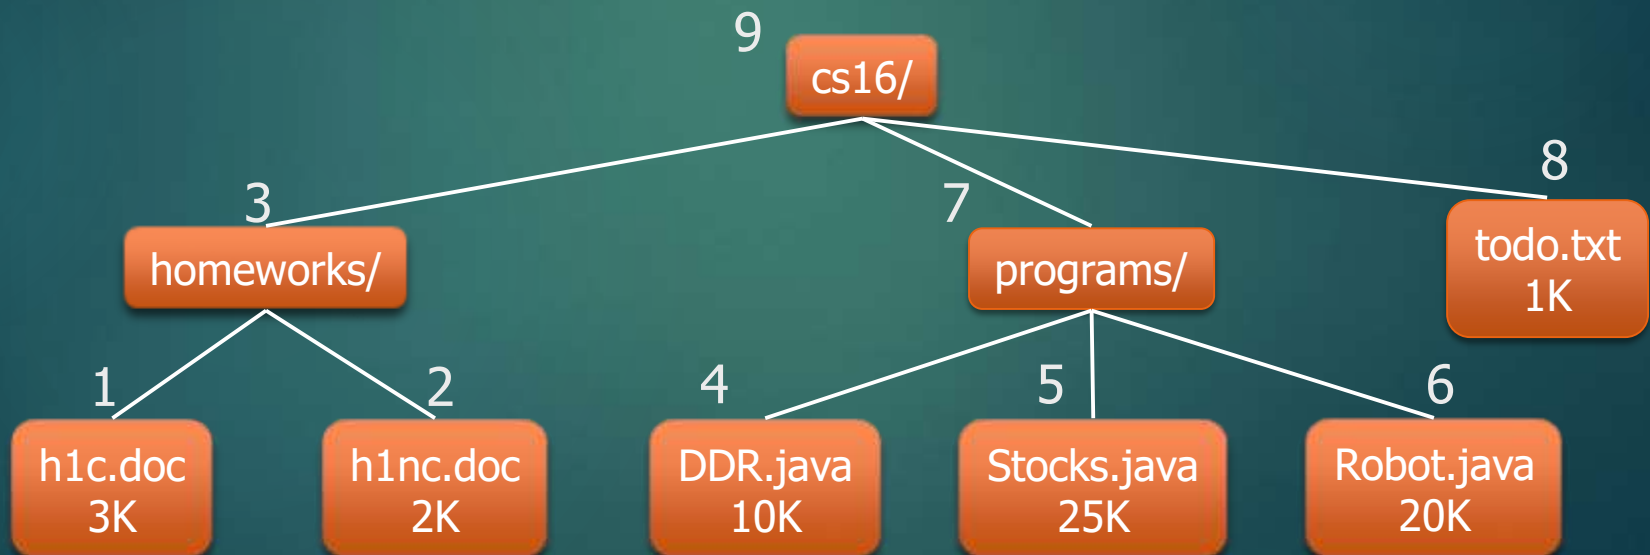 9
cs16/
3
homeworks/
7
programs/
8
todo.txt
1K
1
h1c.doc
3K
2
h1nc.doc
2K
4
DDR.java
10K
5
Stocks.java
25K
6
Robot.java
20K